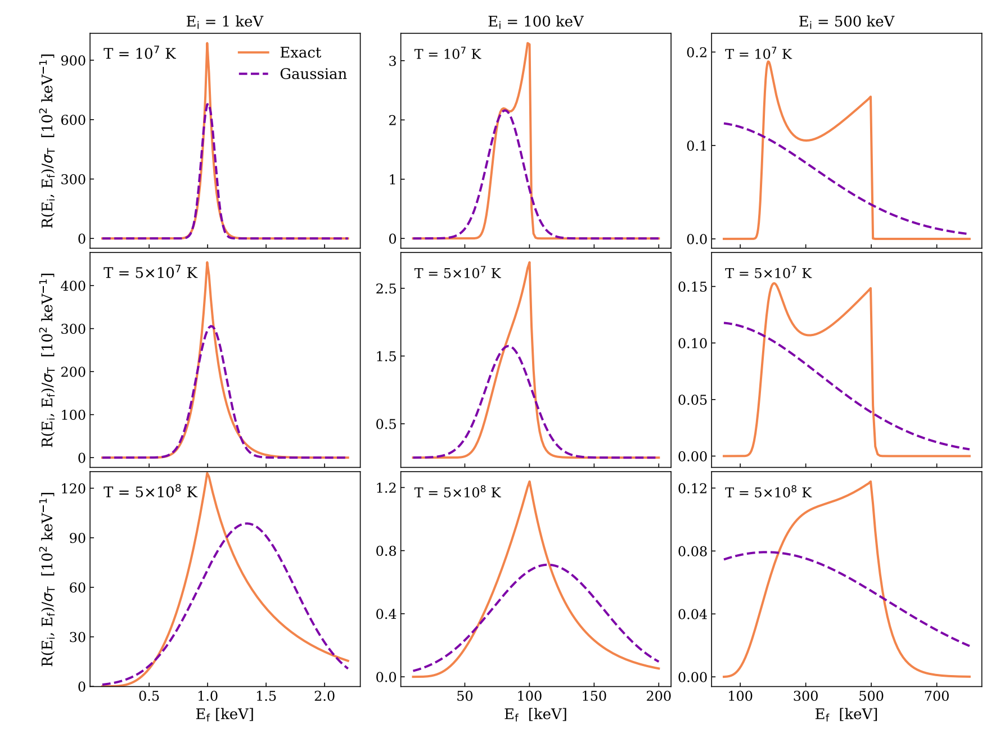 E_i = 1 keV
E_i = 100 keV
E_i = 500 keV
R(E_i, E_f)/σ_T [10² keV⁻¹]
T = 10⁷ K
Exact
Gaussian
900
600
300
0
T = 10⁷ K
3
2
1
0
T = 10⁷ K
0.2
0.1
0.0
R(E_i, E_f)/σ_T [10² keV⁻¹]
T = 5×10⁷ K
400
300
200
100
0
T = 5×10⁷ K
2.5
1.5
0.5
T = 5×10⁷ K
0.15
0.10
0.05
0.00
R(E_i, E_f)/σ_T [10² keV⁻¹]
T = 5×10⁸ K
120
90
60
30
0
T = 5×10⁸ K
1.2
0.8
0.4
0.0
T = 5×10⁸ K
0.12
0.08
0.04
0.00
0.5 1.0 1.5 2.0
50 100 150 200
100 300 500 700
E_f [keV]
E_f [keV]
E_f [keV]